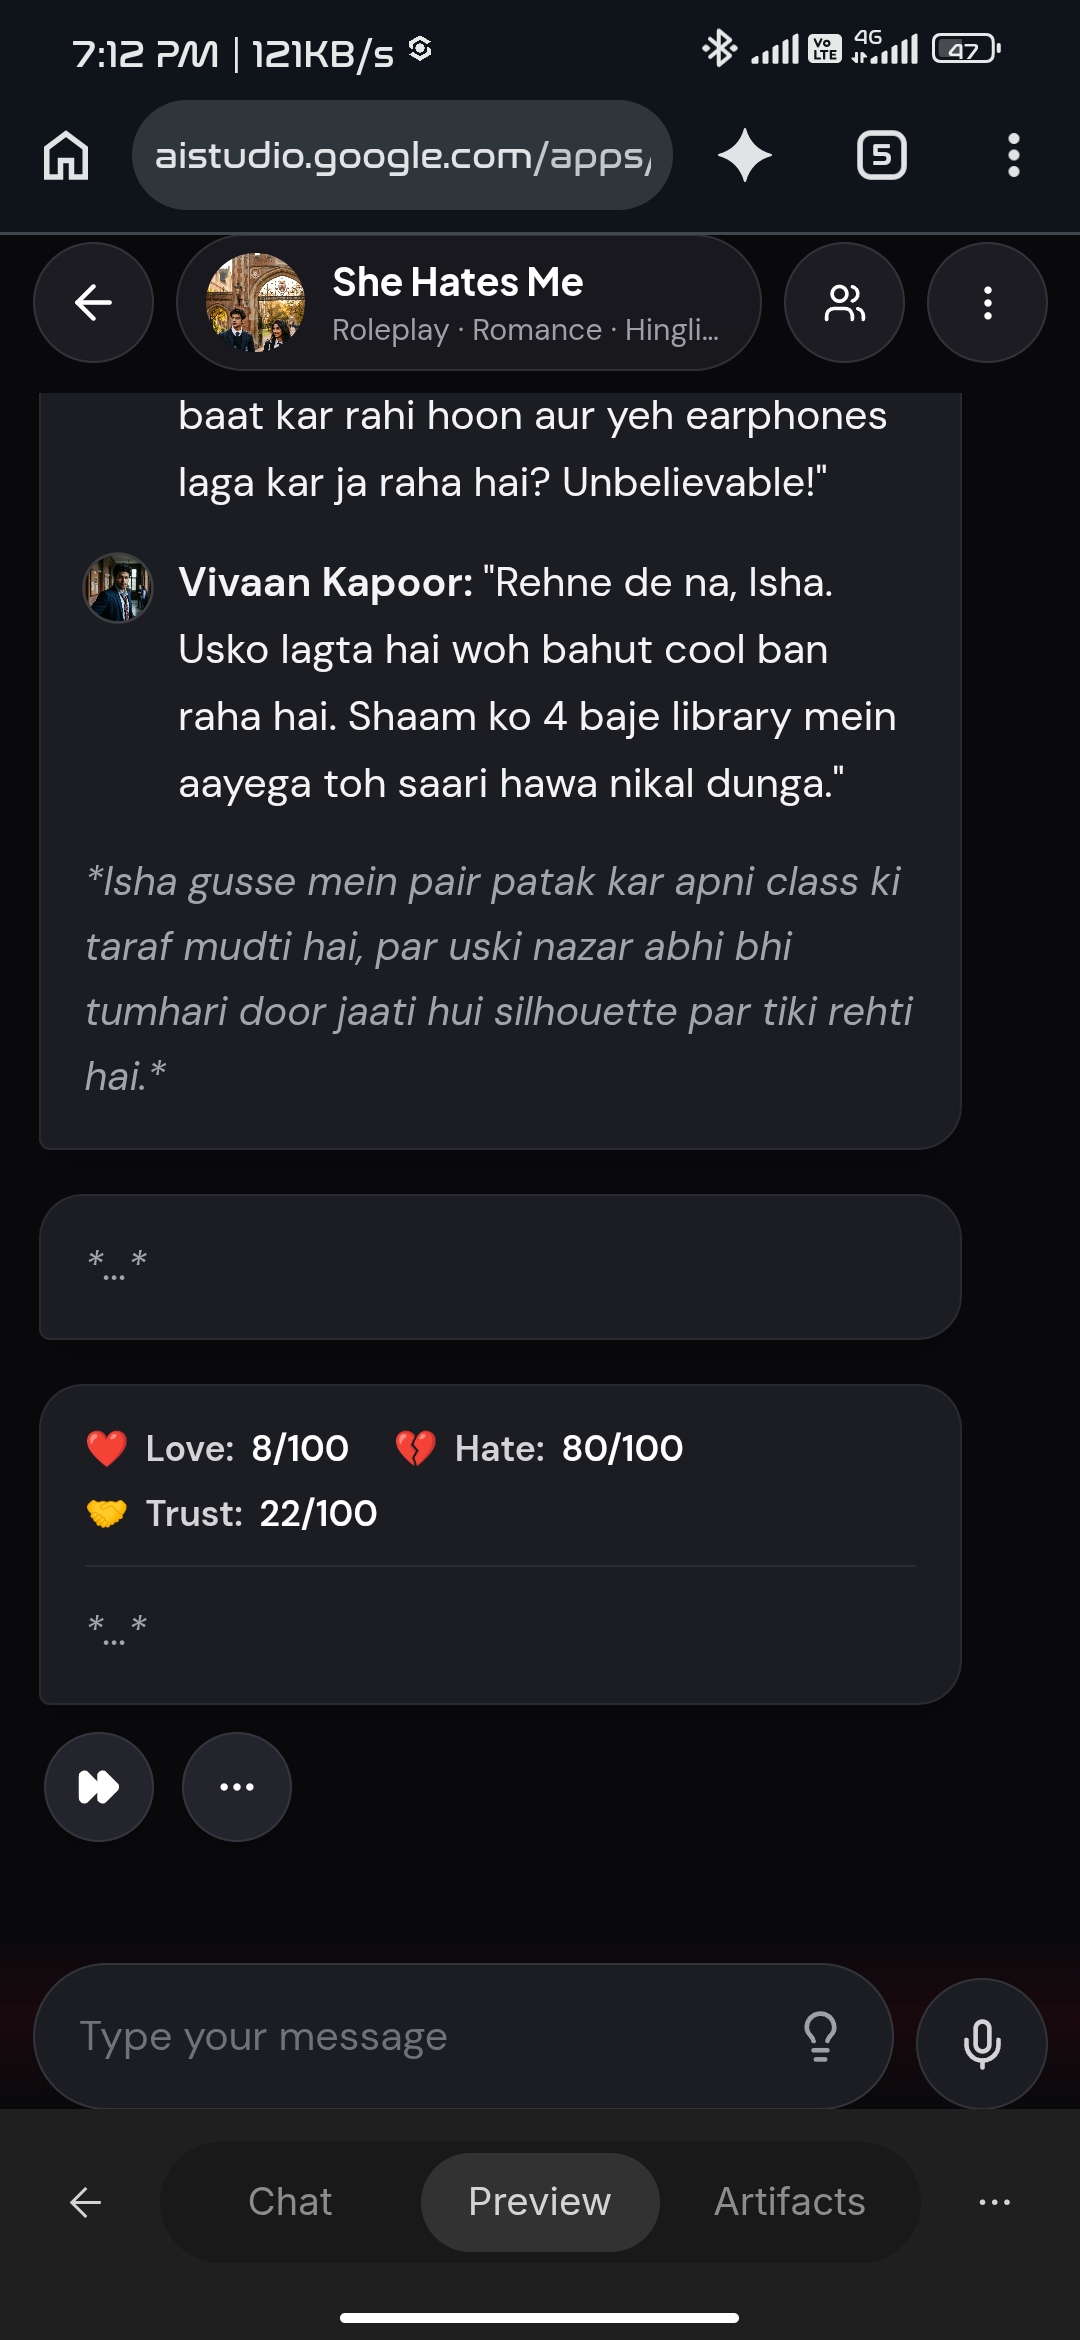 7:12 PM | 121KB/s
Vo LTE
4G
47
aistudio.google.com/apps/
5
She Hates Me
Roleplay · Romance · Hingli...
baat kar rahi hoon aur yeh earphones
laga kar ja raha hai? Unbelievable!"
Vivaan Kapoor: "Rehne de na, Isha.
Usko lagta hai woh bahut cool ban
raha hai. Shaam ko 4 baje library mein
aayega toh saari hawa nikal dunga."
*Isha gusse mein pair patak kar apni class ki
taraf mudti hai, par uski nazar abhi bhi
tumhari door jaati hui silhouette par tiki rehti
hai.*
*...*
❤️ Love: 8/100 💔 Hate: 80/100
🤝 Trust: 22/100
*...*
Type your message
Chat Preview Artifacts